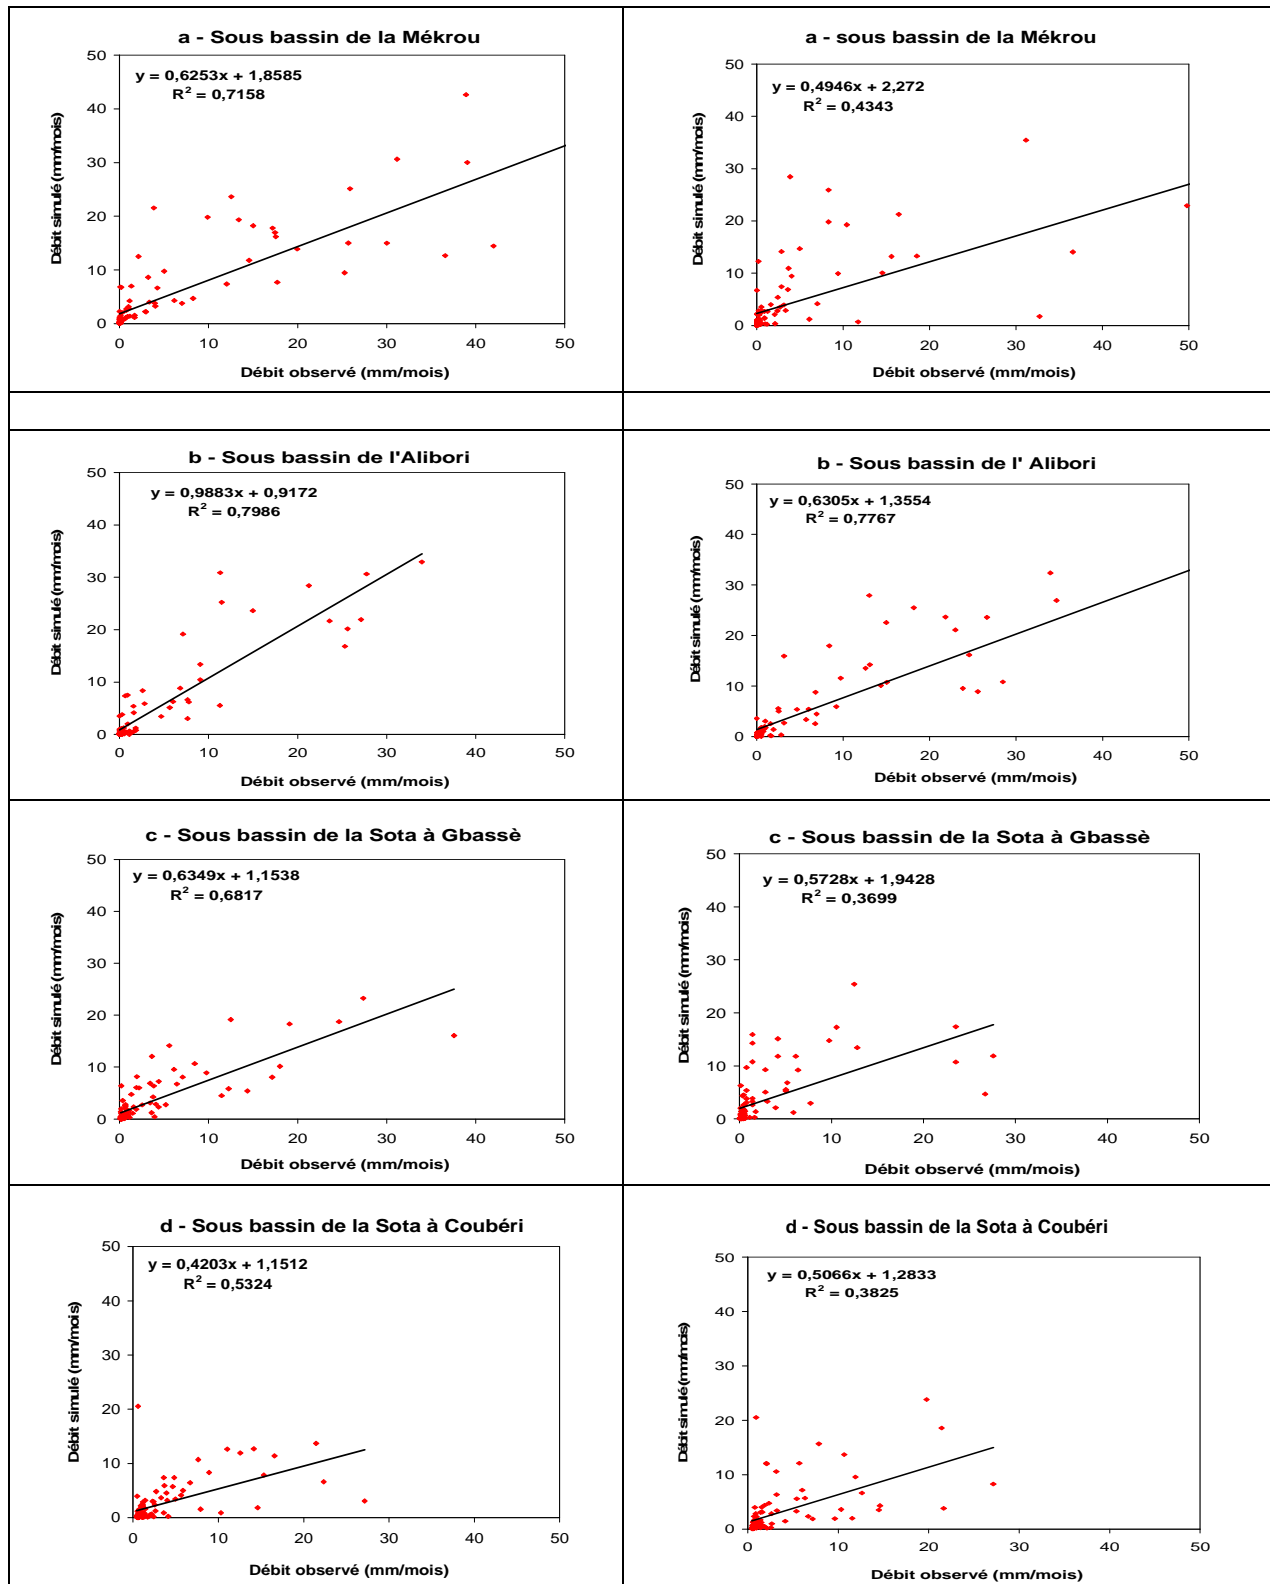 a - Sous bassin de la Mékrou
y = 0,6253x + 1,8585
R² = 0,7158
Débit simulé (mm/mois)
50
40
30
20
10
0
0 10 20 30 40 50
Débit observé (mm/mois)
a - sous bassin de la Mékrou
y = 0,4946x + 2,272
R² = 0,4343
Débit simulé (mm/mois)
50
40
30
20
10
0
0 10 20 30 40 50
Débit observé (mm/mois)
b - Sous bassin de l'Alibori
y = 0,9883x + 0,9172
R² = 0,7986
Débit simulé (mm/mois)
50
40
30
20
10
0
0 10 20 30 40 50
Débit observé (mm/mois)
b - Sous bassin de l' Alibori
y = 0,6305x + 1,3554
R² = 0,7767
Débit simulé (mm/mois)
50
40
30
20
10
0
0 10 20 30 40 50
Débit observé (mm/mois)
c - Sous bassin de la Sota à Gbassè
y = 0,6349x + 1,1538
R² = 0,6817
Débit simulé (mm/mois)
50
40
30
20
10
0
0 10 20 30 40 50
Débit observé (mm/mois)
c - Sous bassin de la Sota à Gbassè
y = 0,5728x + 1,9428
R² = 0,3699
Débit simulé (mm/mois)
50
40
30
20
10
0
0 10 20 30 40 50
Débit observé (mm/mois)
d - Sous bassin de la Sota à Coubéri
y = 0,4203x + 1,1512
R² = 0,5324
Débit simulé (mm/mois)
50
40
30
20
10
0
0 10 20 30 40 50
Débit observé (mm/mois)
d - Sous bassin de la Sota à Coubéri
y = 0,5066x + 1,2833
R² = 0,3825
Débit simulé (mm/mois)
50
40
30
20
10
0
0 10 20 30 40 50
Débit observé (mm/mois)